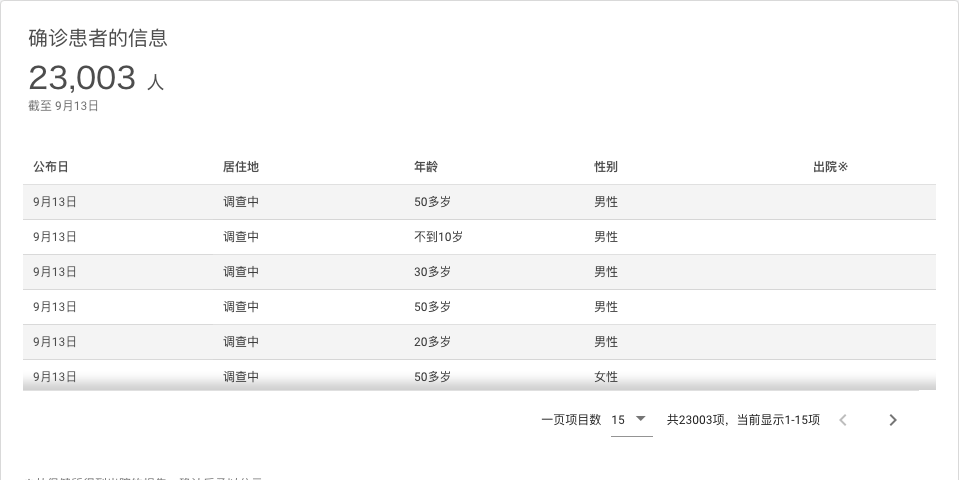 确诊患者的信息
23,003 人
截至 9月13日
公布日 居住地 年龄 性别 出院※
9月13日 调查中 50多岁 男性
9月13日 调查中 不到10岁 男性
9月13日 调查中 30多岁 男性
9月13日 调查中 50多岁 男性
9月13日 调查中 20多岁 男性
9月13日 调查中 50多岁 女性
一页项目数 15 共23003项，当前显示1-15项